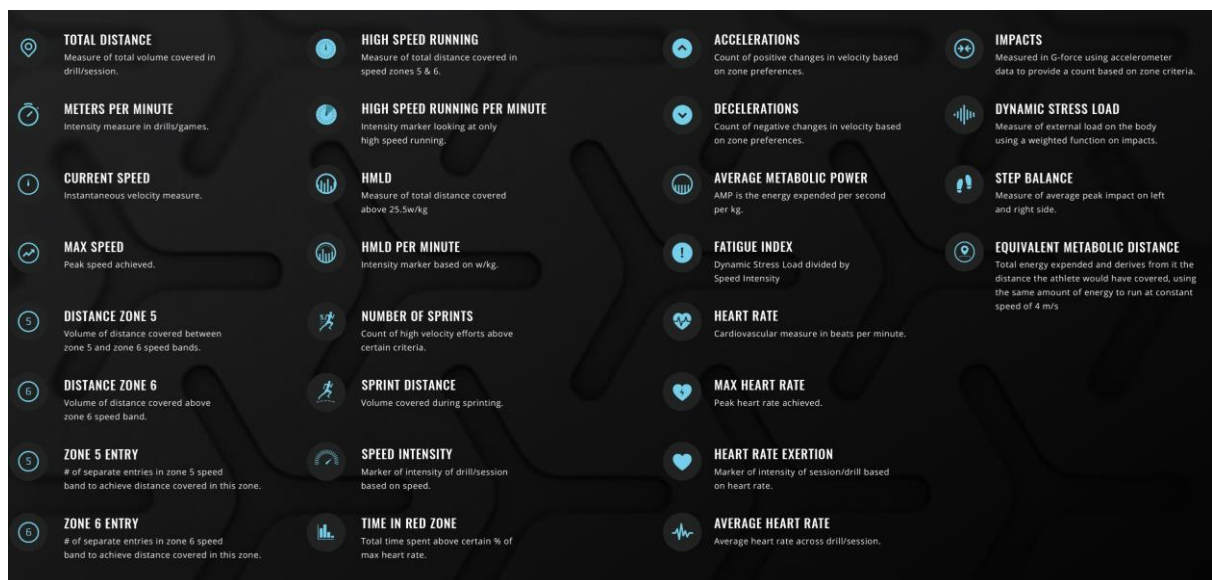 TOTAL DISTANCE
Measure of total volume covered in
drill/session.
METERS PER MINUTE
Intensity measure in drills/games.
CURRENT SPEED
Instantaneous velocity measure.
MAX SPEED
Peak speed achieved.
5
DISTANCE ZONE 5
Volume of distance covered between
zone 5 and zone 6 speed bands.
6
DISTANCE ZONE 6
Volume of distance covered above
zone 6 speed band.
5
ZONE 5 ENTRY
# of separate entries in zone 5 speed
band to achieve distance covered in this zone.
6
ZONE 6 ENTRY
# of separate entries in zone 6 speed
band to achieve distance covered in this zone.
HIGH SPEED RUNNING
Measure of total distance covered in
speed zones 5 & 6.
HIGH SPEED RUNNING PER MINUTE
Intensity marker looking at only
high speed running.
HMLD
Measure of total distance covered
above 25.5w/kg
HMLD PER MINUTE
Intensity marker based on w/kg.
NUMBER OF SPRINTS
Count of high velocity efforts above
certain criteria.
SPRINT DISTANCE
Volume covered during sprinting.
SPEED INTENSITY
Marker of intensity of drill/session
based on speed.
TIME IN RED ZONE
Total time spent above certain % of
max heart rate.
ACCELERATIONS
Count of positive changes in velocity based
on zone preferences.
DECELERATIONS
Count of negative changes in velocity based
on zone preferences.
AVERAGE METABOLIC POWER
AMP is the energy expended per second
per kg.
FATIGUE INDEX
Dynamic Stress Load divided by
Speed Intensity
HEART RATE
Cardiovascular measure in beats per minute.
MAX HEART RATE
Peak heart rate achieved.
HEART RATE EXERTION
Marker of intensity of session/drill based
on heart rate.
AVERAGE HEART RATE
Average heart rate across drill/session.
IMPACTS
Measured in G-force using accelerometer
data to provide a count based on zone criteria.
DYNAMIC STRESS LOAD
Measure of external load on the body
using a weighted function on impacts.
STEP BALANCE
Measure of average peak impact on left
and right side.
EQUIVALENT METABOLIC DISTANCE
Total energy expended and derives from it the
distance the athlete would have covered, using
the same amount of energy to run at constant
speed of 4 m/s